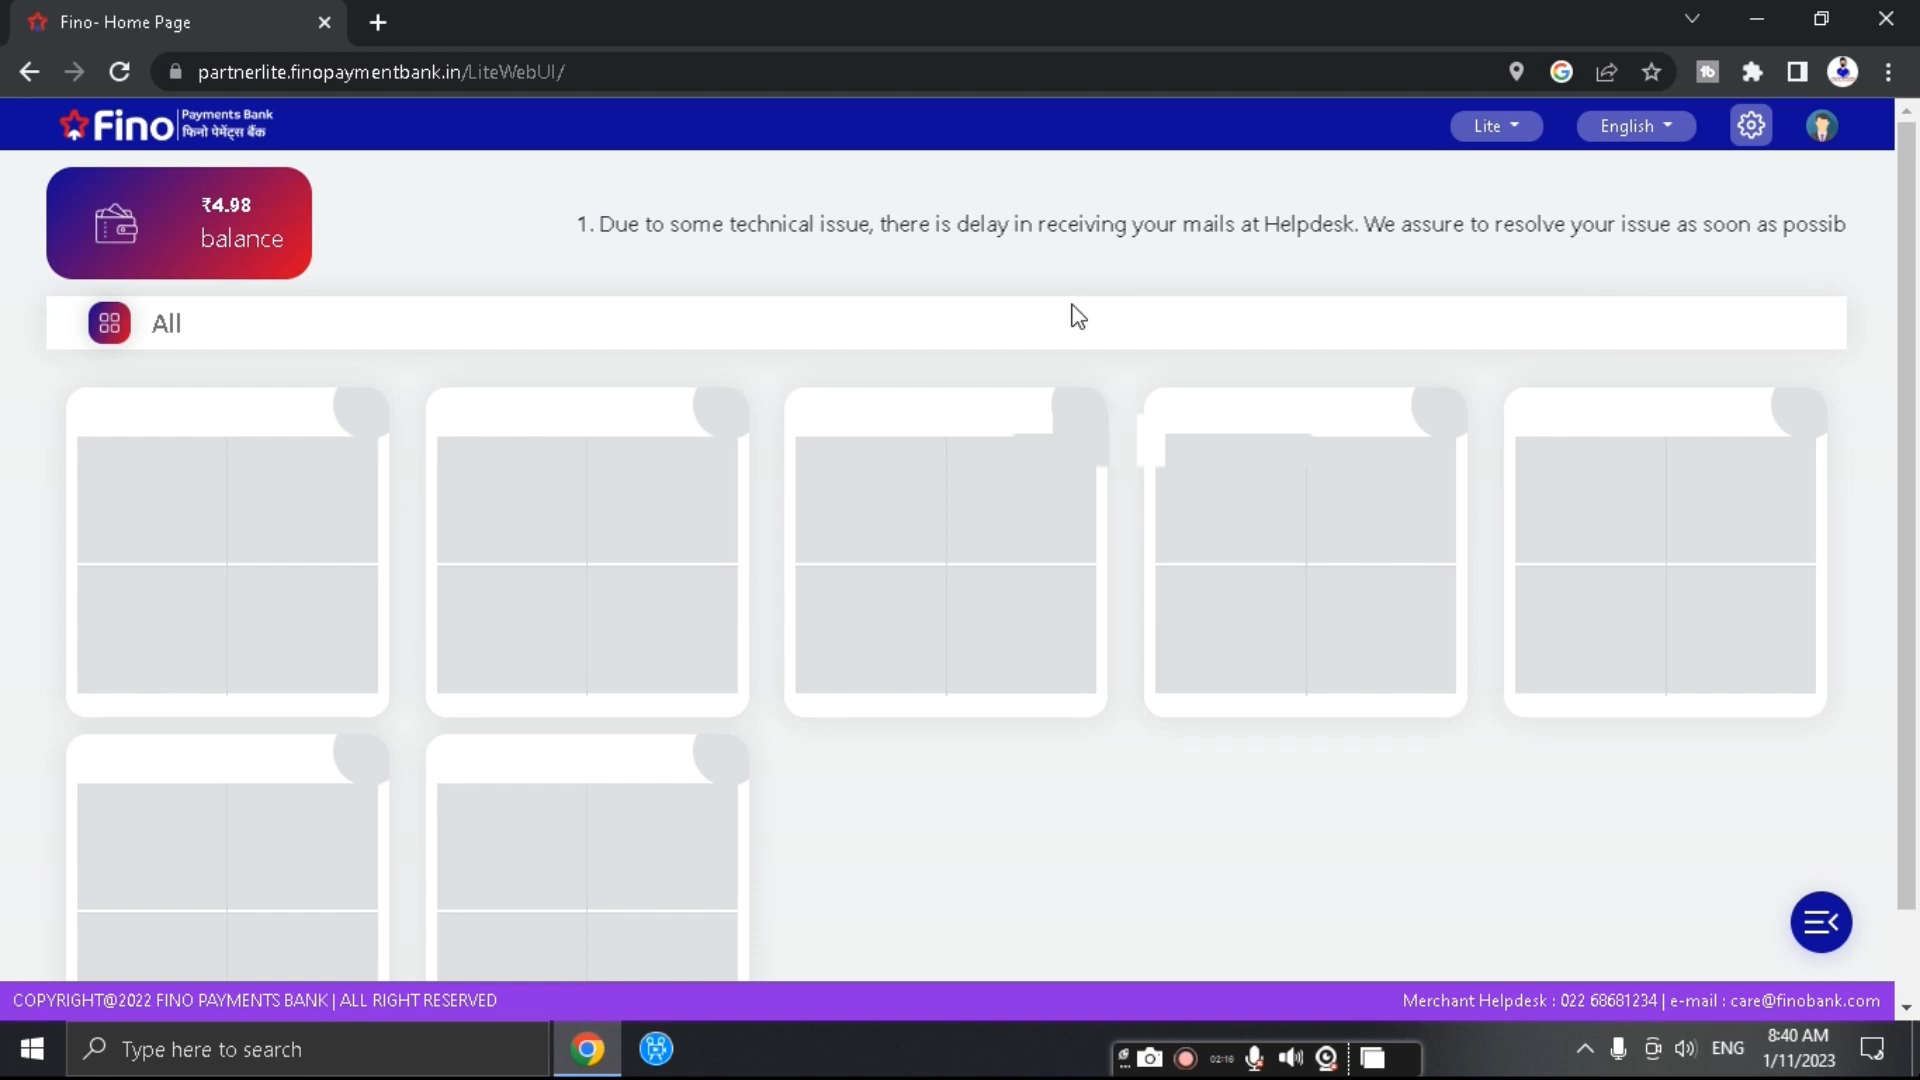 Fino- Home Page
partnerlite.finopaymentbank.in/LiteWebUI/
Fino Payments Bank
फिनो पेमेंट्स बैंक
Lite
English
₹4.98
balance
1. Due to some technical issue, there is delay in receiving your mails at Helpdesk. We assure to resolve your issue as soon as possib
All
COPYRIGHT@2022 FINO PAYMENTS BANK | ALL RIGHT RESERVED
Merchant Helpdesk : 022 68681234 | e-mail : care@finobank.com
Type here to search
02:16
ENG
8:40 AM
1/11/2023